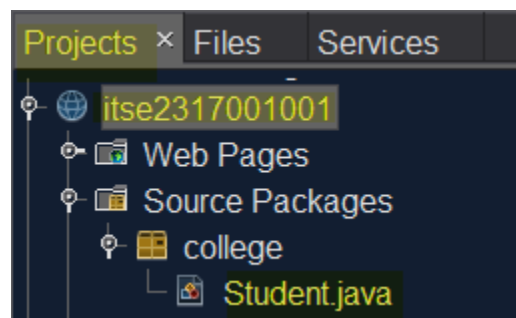 Projects × Files Services
itse2317001001
Web Pages
Source Packages
college
Student.java